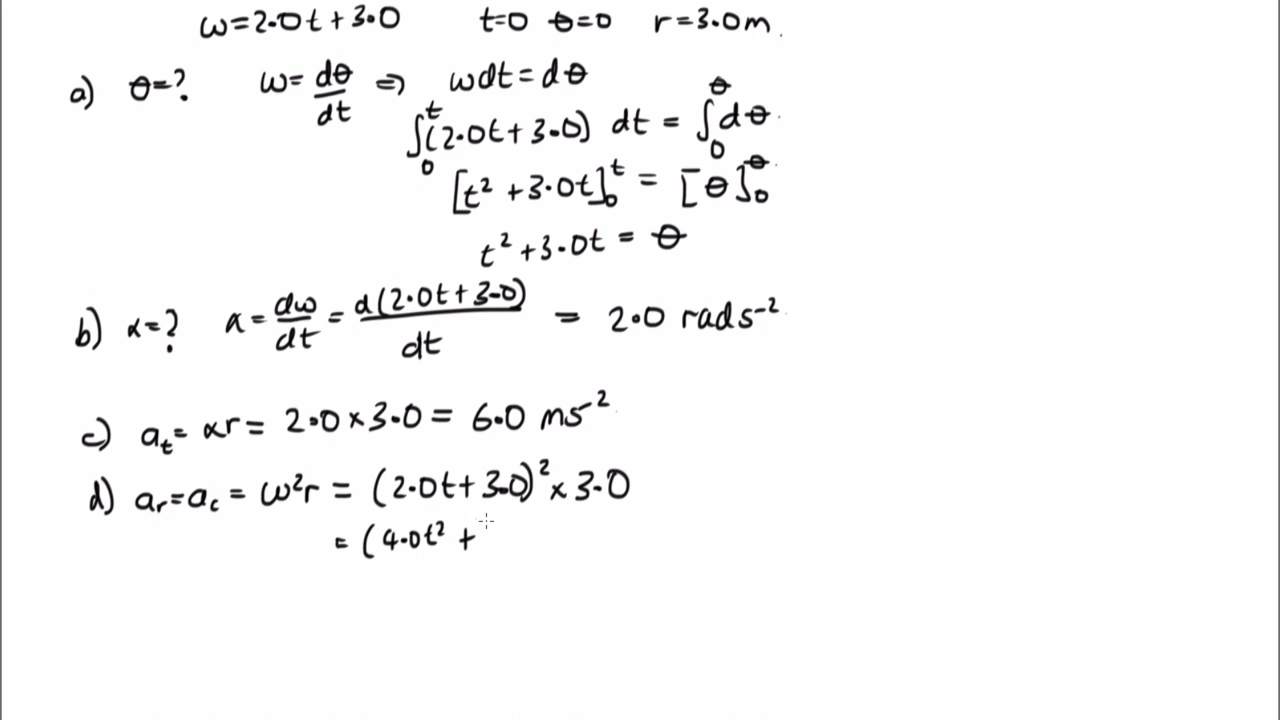 ω=2.0t+3.0 t=0 θ=0 r=3.0m.
a) θ=? ω=dθ/dt ⇒ ωdt=dθ
∫₀ᵗ(2.0t+3.0) dt = ∫₀^θ dθ.
[t²+3.0t]₀ᵗ = [θ]₀^θ.
t²+3.0t = θ
b) α=? α=dω/dt=d(2.0t+3.0)/dt = 2.0 rads⁻².
c) aₜ=αr= 2.0×3.0= 6.0 ms⁻².
d) aᵣ=a_c = ω²r = (2.0t+3.0)²×3.0
= (4.0t² +